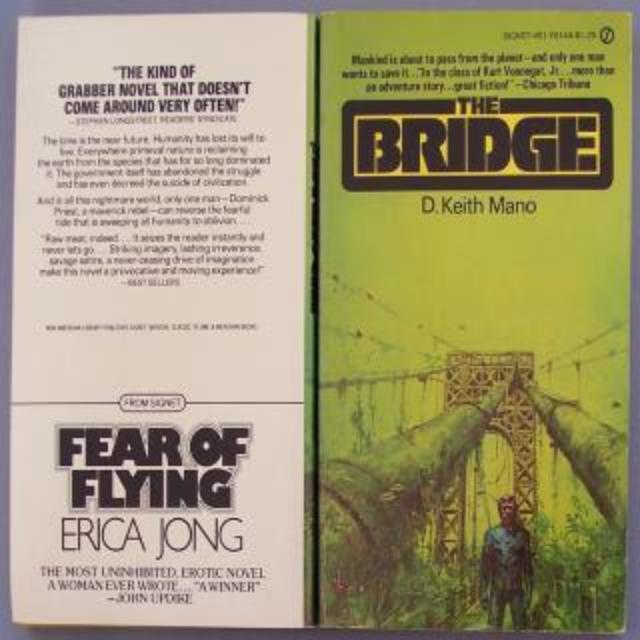 "THE KIND OF
GRABBER NOVEL THAT DOESN'T
COME AROUND VERY OFTEN!"
—STEPHEN LONGSTREET, READERS' SYNDICATE
The time is the near future. Humanity has lost its will to
live. Everywhere primeval nature is reclaiming
the earth from the species that has for so long dominated
it. The government itself has abandoned the struggle
and has even decreed the suicide of civilization.
And in all this nightmare world, only one man—Dominick
Priest, a maverick rebel—can reverse the fearful
tide that is sweeping all humanity to oblivion....
"Raw meat, indeed.... It seizes the reader instantly and
never lets go.... Striking imagery, lashing irreverence,
savage satire, a never-ceasing drive of imagination
make this novel a provocative and moving experience!"
—BEST SELLERS
FROM SIGNET
FEAR OF
FLYING
ERICA JONG
THE MOST UNINHIBITED, EROTIC NOVEL
A WOMAN EVER WROTE... "A WINNER"
—JOHN UPDIKE
SIGNET
Mankind is about to pass from the planet—and only one man
wants to save it. "In the class of Kurt Vonnegut, Jr. ...more than
an adventure story...great fiction!"—Chicago Tribune
THE
BRIDGE
D. Keith Mano